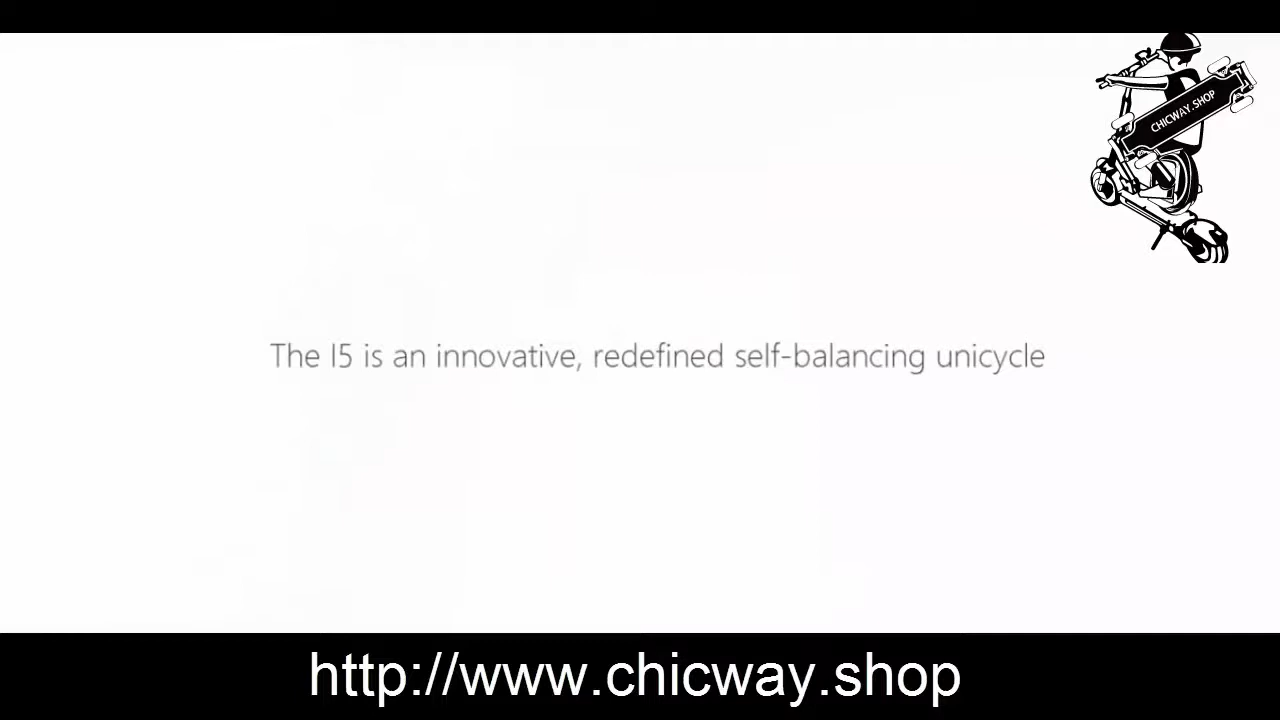 CHICWAY.SHOP
The I5 is an innovative, redefined self-balancing unicycle
http://www.chicway.shop